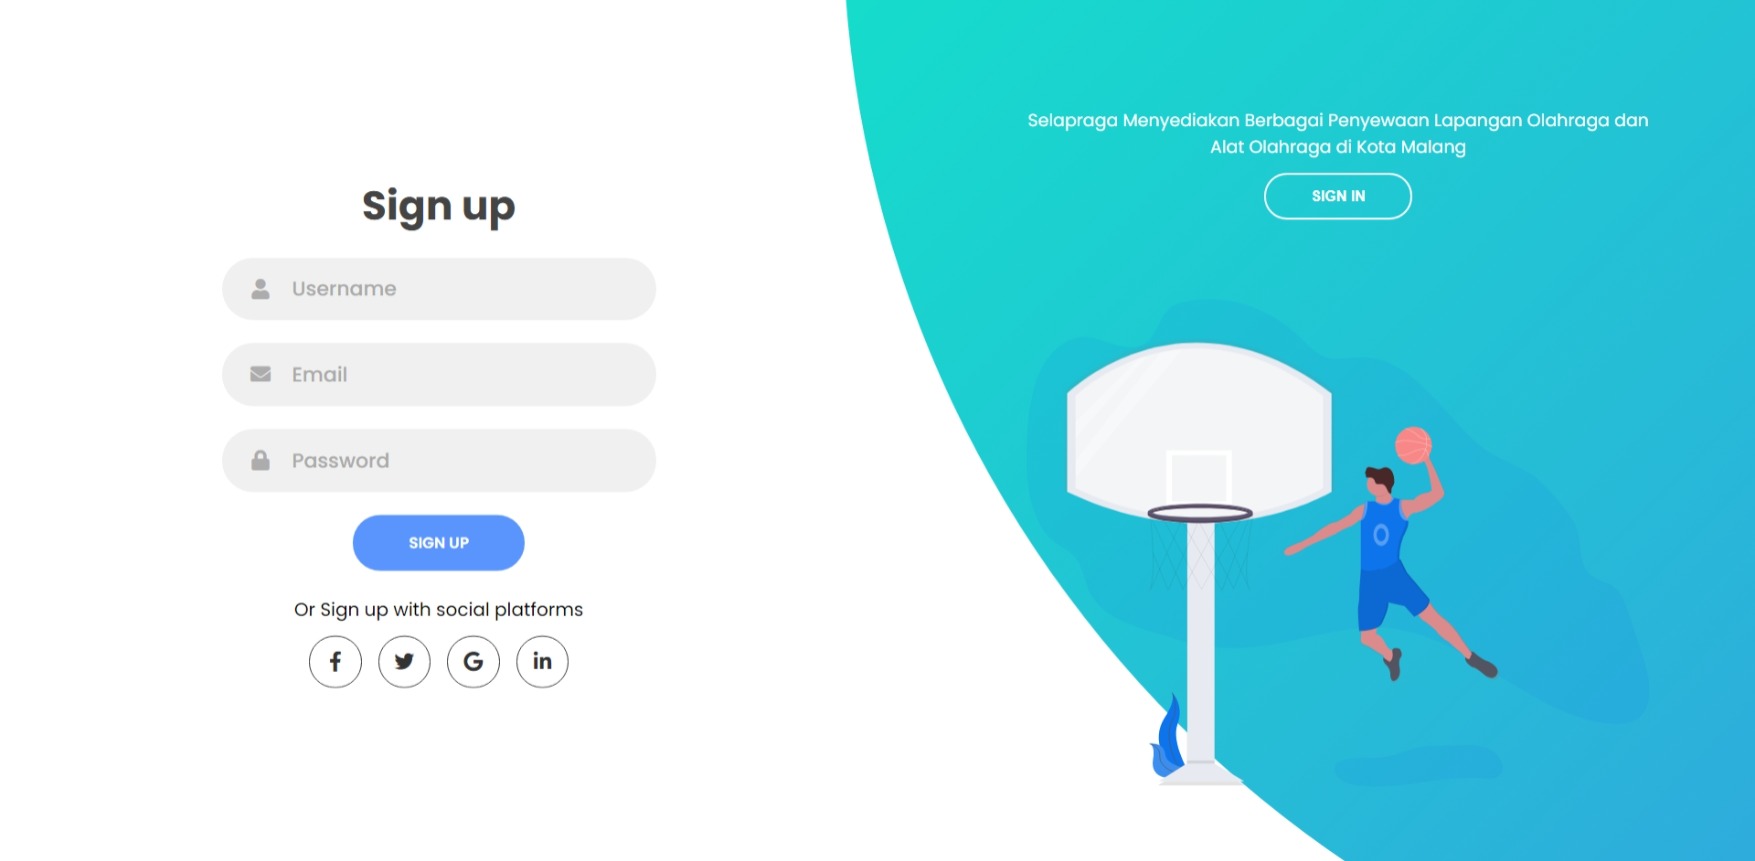 Sign up
Username
Email
Password
SIGN UP
Or Sign up with social platforms
Selapraga Menyediakan Berbagai Penyewaan Lapangan Olahraga dan
Alat Olahraga di Kota Malang
SIGN IN
0